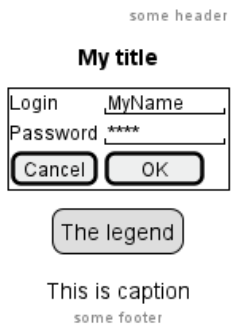 some header
My title
Login MyName
Password ****
Cancel OK
The legend
This is caption
some footer